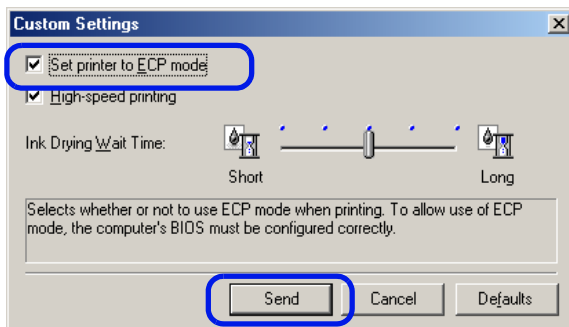 Custom Settings
Set printer to ECP mode
High-speed printing
Ink Drying Wait Time:
Short
Long
Selects whether or not to use ECP mode when printing. To allow use of ECP
mode, the computer's BIOS must be configured correctly.
Send
Cancel
Defaults